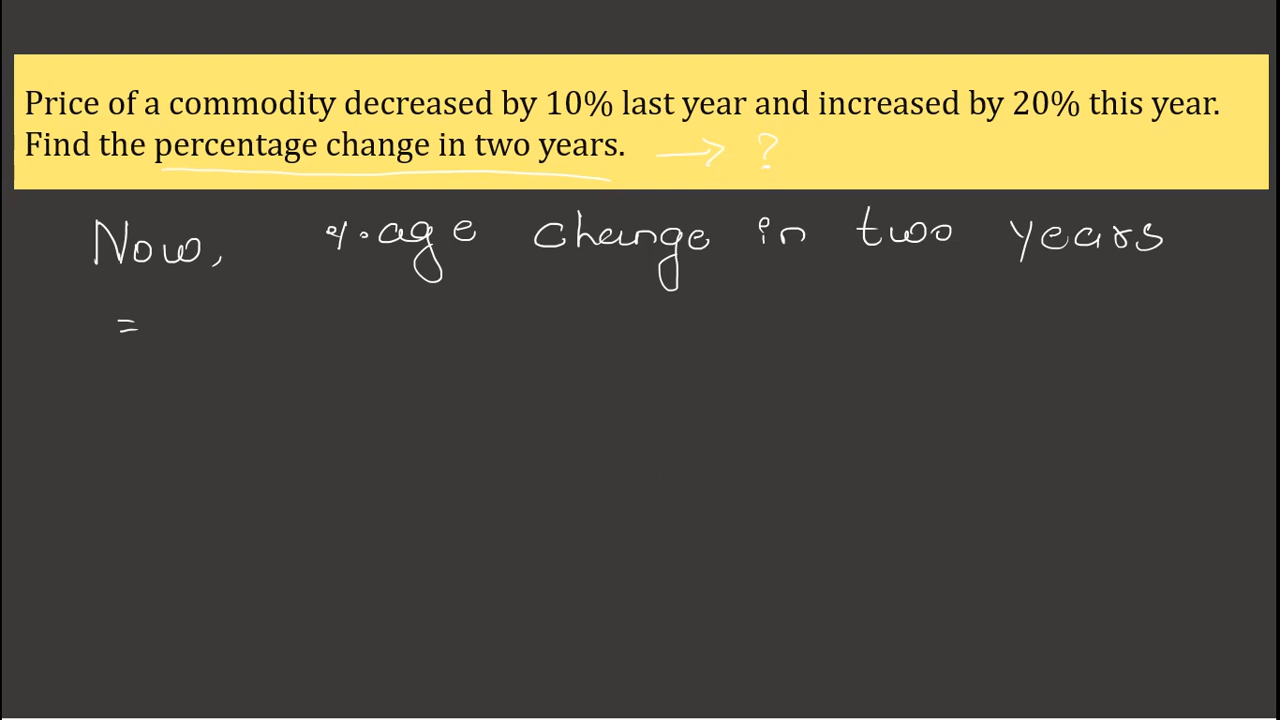 Price of a commodity decreased by 10% last year and increased by 20% this year.
Find the percentage change in two years. → ?
Now, %age change in two years
=